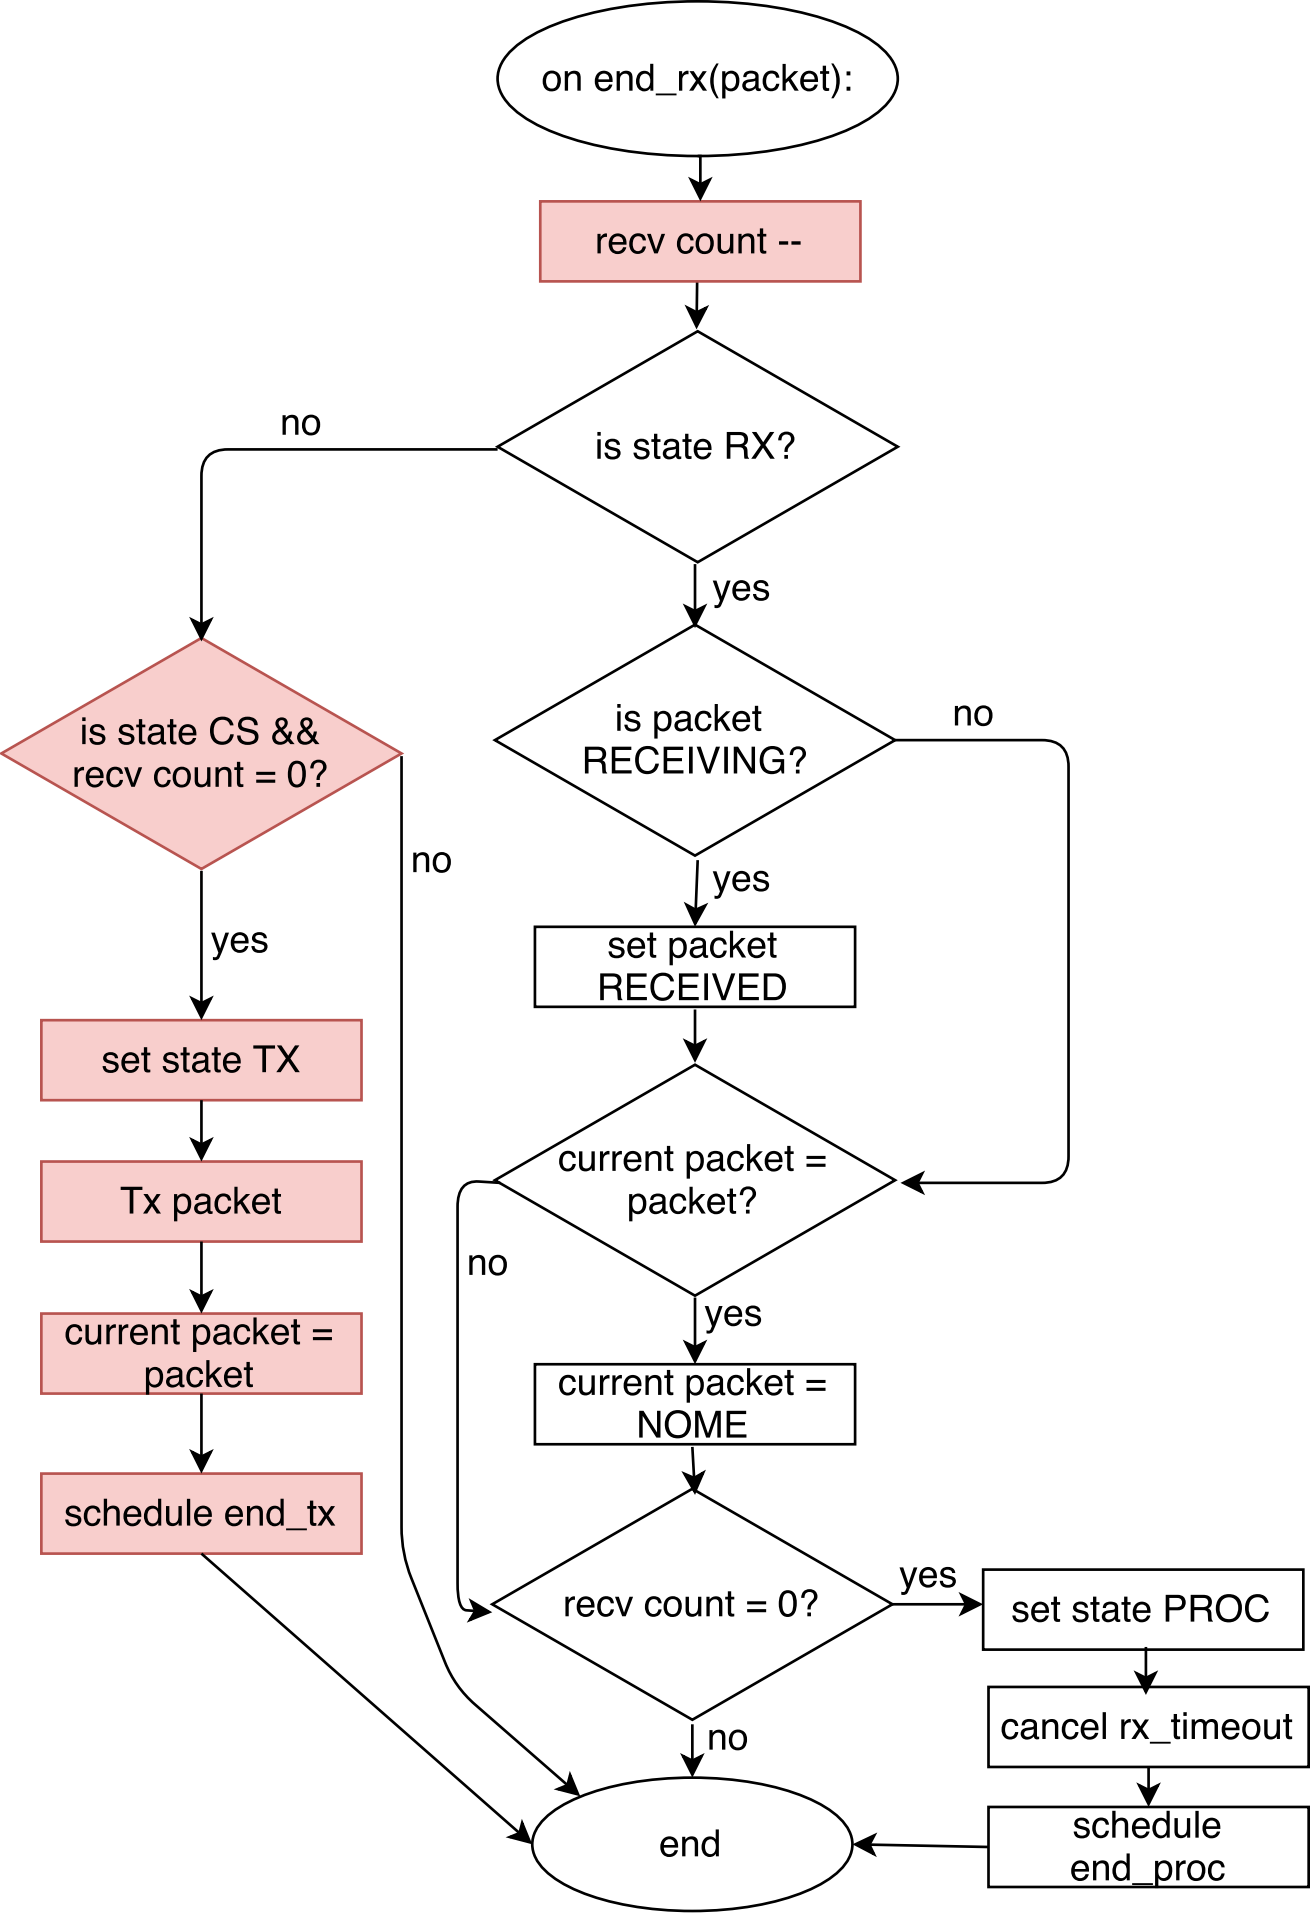 on end_rx(packet):
recv count --
is state RX?
no
yes
is state CS &&
recv count = 0?
is packet
RECEIVING?
no
no
yes
yes
set packet
RECEIVED
set state TX
Tx packet
current packet =
packet?
no
yes
current packet =
packet
current packet =
NOME
schedule end_tx
recv count = 0?
yes
set state PROC
no
cancel rx_timeout
schedule
end_proc
end